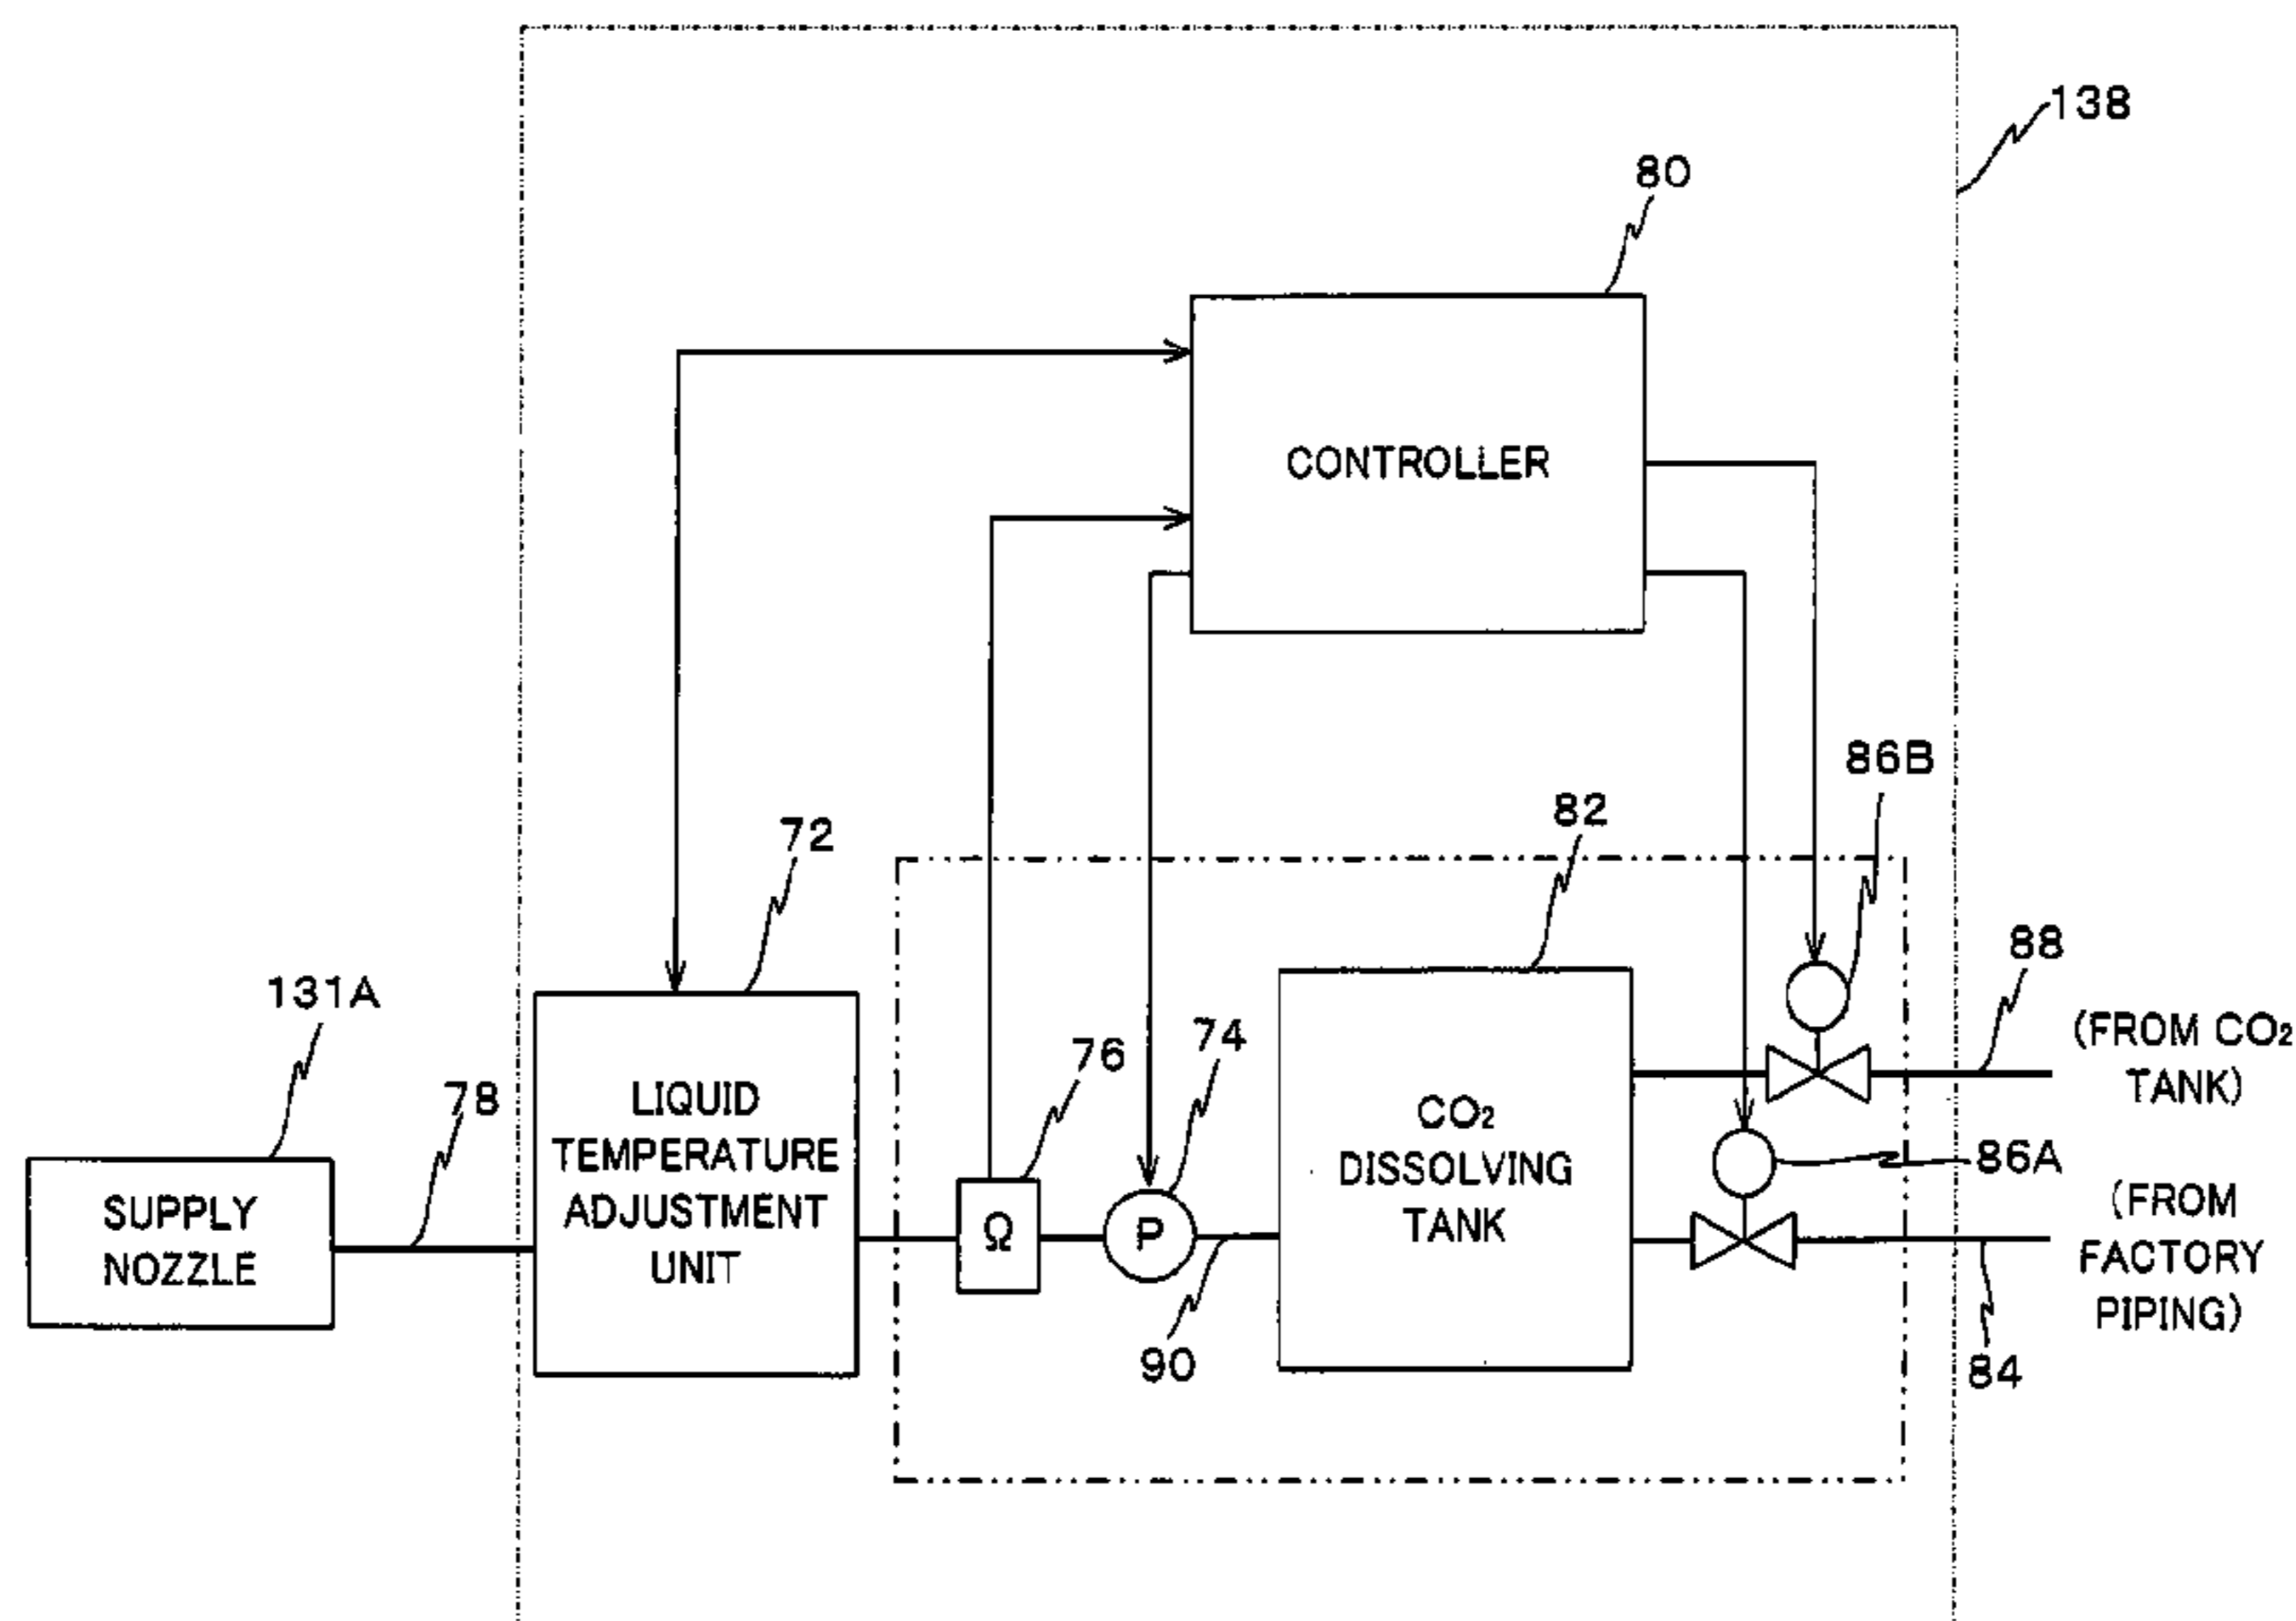 138
80
CONTROLLER
86B
82
72
88
131A
(FROM CO₂
TANK)
74
76
78
LIQUID
TEMPERATURE
ADJUSTMENT
UNIT
CO₂
DISSOLVING
TANK
86A
SUPPLY
NOZZLE
Ω
P
(FROM
FACTORY
PIPING)
90
84